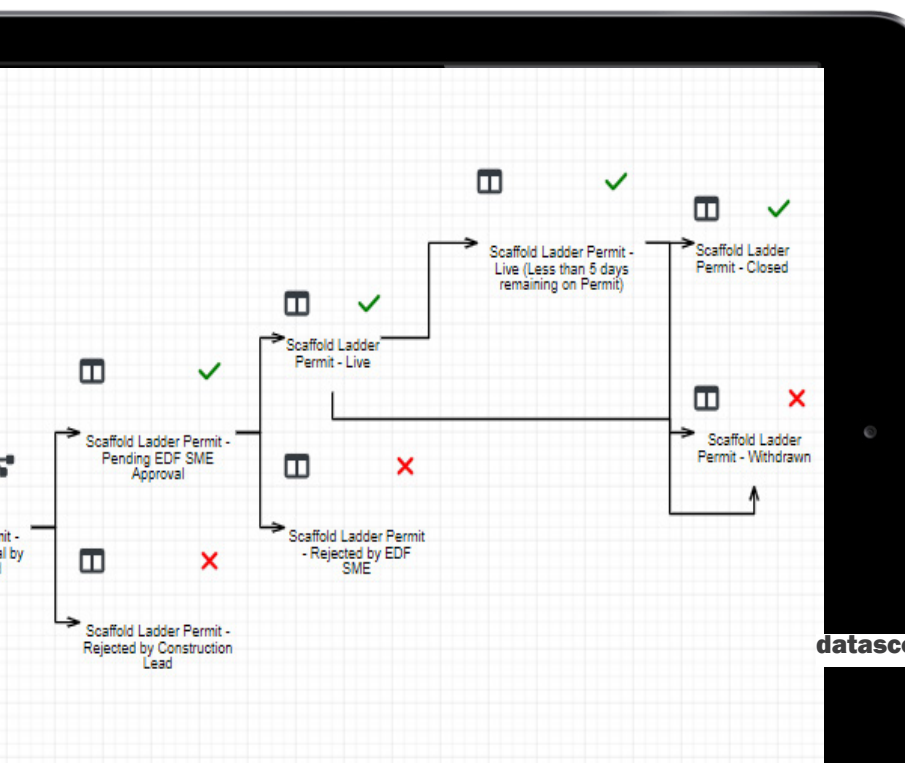 Scaffold Ladder Permit -
Live (Less than 5 days
remaining on Permit)
Scaffold Ladder
Permit - Closed
Scaffold Ladder
Permit - Live
Scaffold Ladder Permit -
Pending EDF SME
Approval
Scaffold Ladder
Permit - Withdrawn
Scaffold Ladder Permit
- Rejected by EDF
SME
Scaffold Ladder Permit -
Rejected by Construction
Lead
datasc